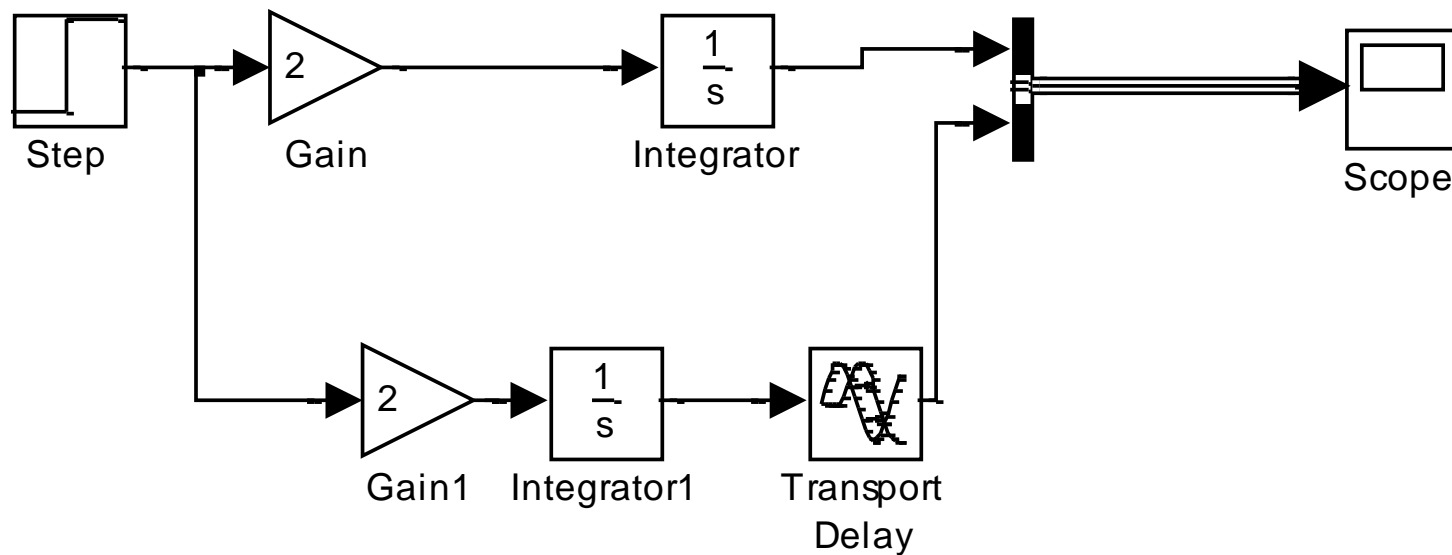 2
1
s
Step
Gain
Integrator
Scope
2
1
s
Gain1
Integrator1
Transport
Delay